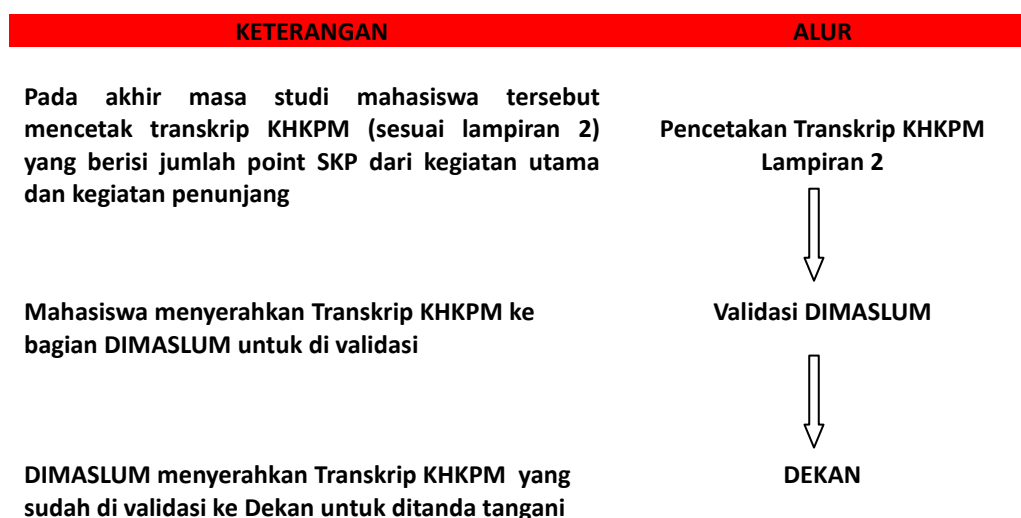 KETERANGAN ALUR
Pada akhir masa studi mahasiswa tersebut
mencetak transkrip KHKPM (sesuai lampiran 2)
yang berisi jumlah point SKP dari kegiatan utama
dan kegiatan penunjang
Pencetakan Transkrip KHKPM
Lampiran 2
Mahasiswa menyerahkan Transkrip KHKPM ke
bagian DIMASLUM untuk di validasi
Validasi DIMASLUM
DIMASLUM menyerahkan Transkrip KHKPM yang
sudah di validasi ke Dekan untuk ditanda tangani
DEKAN